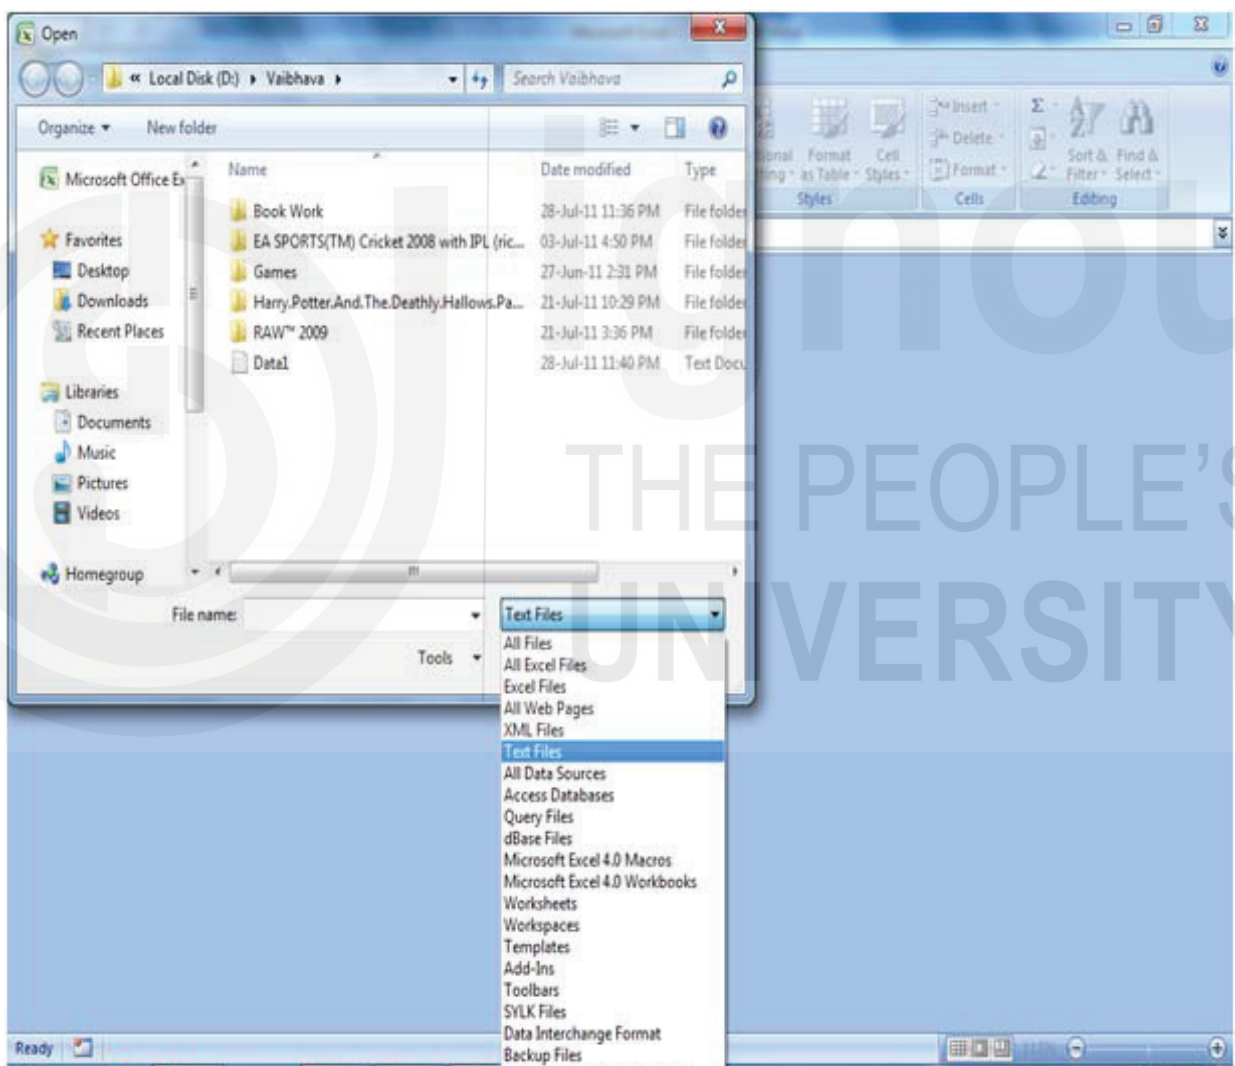 Open
« Local Disk (D:) ▸ Vaibhava ▸
Search Vaibhava
Organize
New folder
Name
Date modified
Type
Microsoft Office Ex
Favorites
Desktop
Downloads
Recent Places
Libraries
Documents
Music
Pictures
Videos
Homegroup
Book Work 28-Jul-11 11:36 PM File folder
EA SPORTS(TM) Cricket 2008 with IPL (ric... 03-Jul-11 4:50 PM File folder
Games 27-Jun-11 2:31 PM File folder
Harry.Potter.And.The.Deathly.Hallows.Pa... 21-Jul-11 10:29 PM File folder
RAW™ 2009 21-Jul-11 3:36 PM File folder
Data1 28-Jul-11 11:40 PM Text Docu
File name:
Text Files
Tools
All Files
All Excel Files
Excel Files
All Web Pages
XML Files
Text Files
All Data Sources
Access Databases
Query Files
dBase Files
Microsoft Excel 4.0 Macros
Microsoft Excel 4.0 Workbooks
Worksheets
Workspaces
Templates
Add-Ins
Toolbars
SYLK Files
Data Interchange Format
Backup Files
Format as Table
Cell Styles
Styles
Insert
Delete
Format
Cells
Σ
Sort & Filter
Find & Select
Editing
ignou
THE PEOPLE'S
UNIVERSITY
Ready